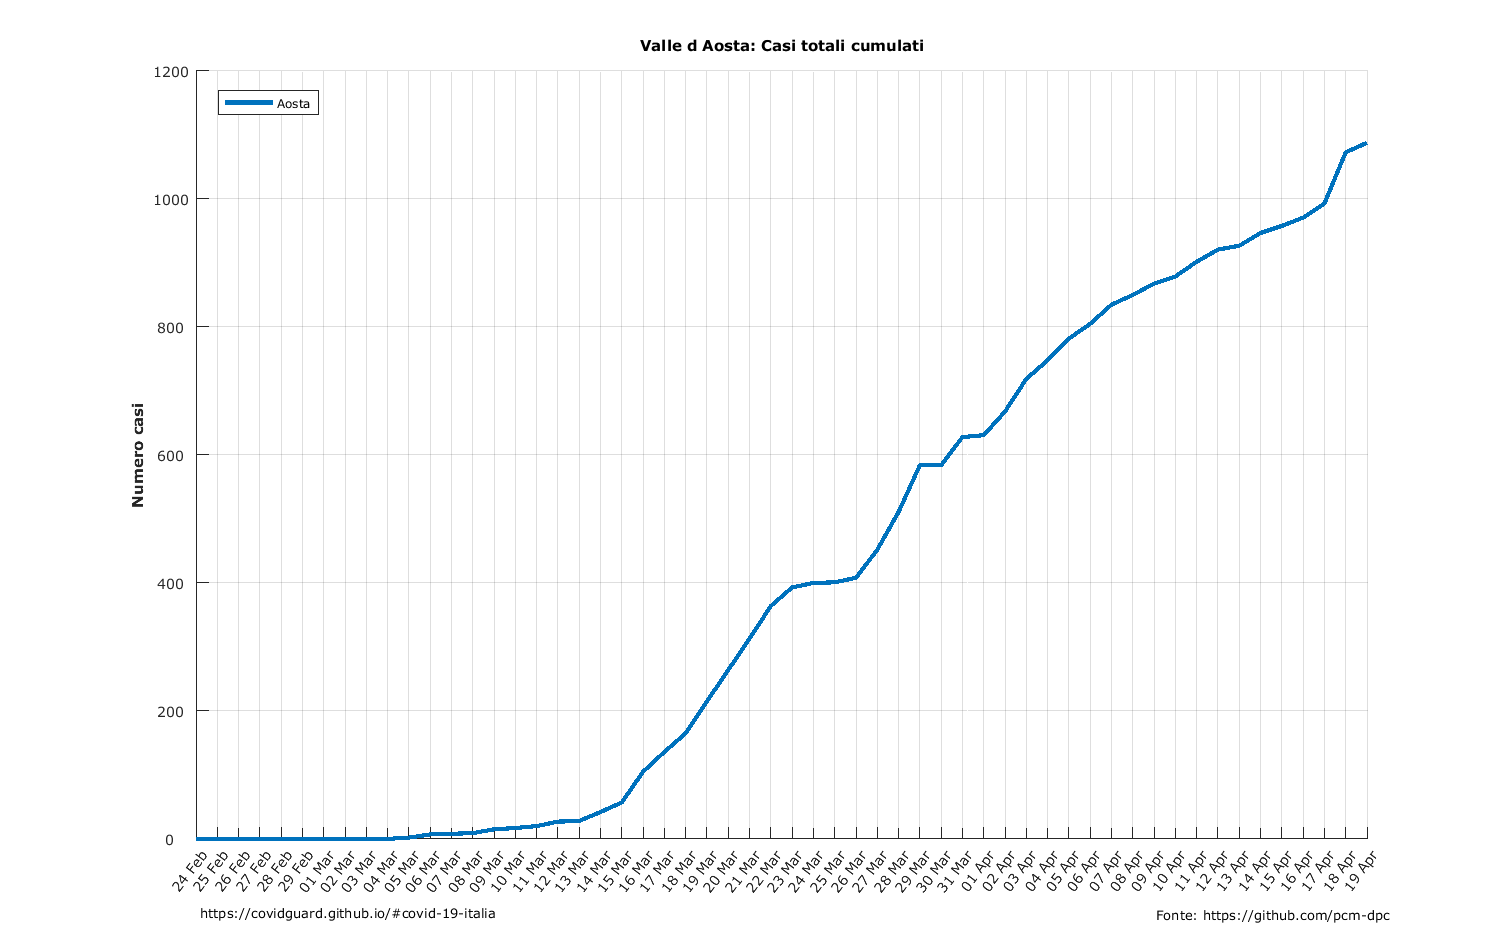 Valle d Aosta: Casi totali cumulati
Aosta
Numero casi
1200
1000
800
600
400
200
0
24 Feb
25 Feb
26 Feb
27 Feb
28 Feb
29 Feb
01 Mar
02 Mar
03 Mar
04 Mar
05 Mar
06 Mar
07 Mar
08 Mar
09 Mar
10 Mar
11 Mar
12 Mar
13 Mar
14 Mar
15 Mar
16 Mar
17 Mar
18 Mar
19 Mar
20 Mar
21 Mar
22 Mar
23 Mar
24 Mar
25 Mar
26 Mar
27 Mar
28 Mar
29 Mar
30 Mar
31 Mar
01 Apr
02 Apr
03 Apr
04 Apr
05 Apr
06 Apr
07 Apr
08 Apr
09 Apr
10 Apr
11 Apr
12 Apr
13 Apr
14 Apr
15 Apr
16 Apr
17 Apr
18 Apr
19 Apr
https://covidguard.github.io/#covid-19-italia
Fonte: https://github.com/pcm-dpc